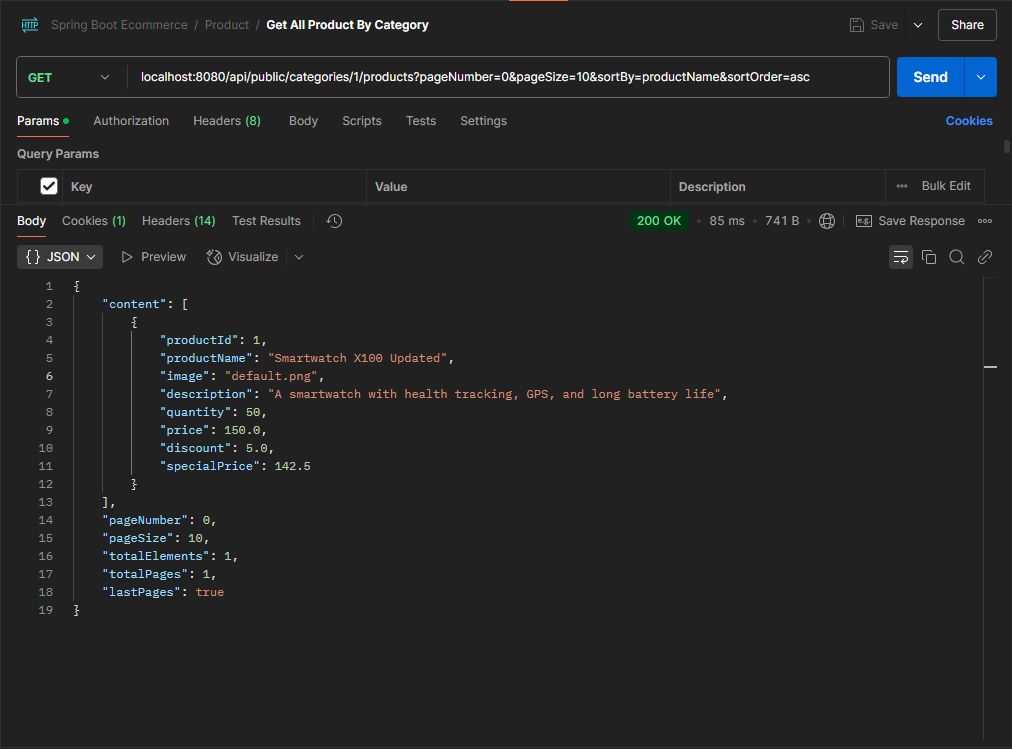 HTTP Spring Boot Ecommerce / Product / Get All Product By Category Save Share
GET localhost:8080/api/public/categories/1/products?pageNumber=0&pageSize=10&sortBy=productName&sortOrder=asc Send
Params Authorization Headers (8) Body Scripts Tests Settings Cookies
Query Params
Key Value Description Bulk Edit
Body Cookies (1) Headers (14) Test Results 200 OK 85 ms 741 B e.g. Save Response
{} JSON Preview Visualize
1 {
2 "content": [
3 {
4 "productId": 1,
5 "productName": "Smartwatch X100 Updated",
6 "image": "default.png",
7 "description": "A smartwatch with health tracking, GPS, and long battery life",
8 "quantity": 50,
9 "price": 150.0,
10 "discount": 5.0,
11 "specialPrice": 142.5
12 }
13 ],
14 "pageNumber": 0,
15 "pageSize": 10,
16 "totalElements": 1,
17 "totalPages": 1,
18 "lastPages": true
19 }